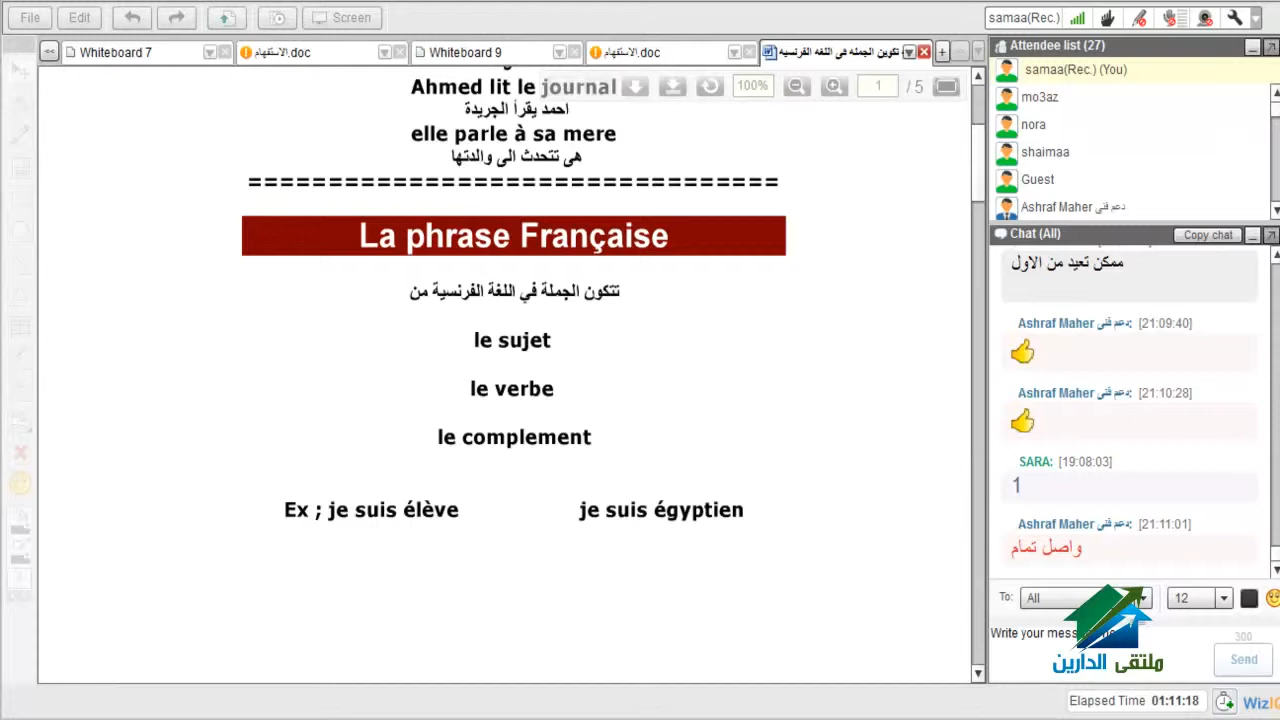 File Edit Screen samaa(Rec.)
<< Whiteboard 7 الاستفهام.doc Whiteboard 9 الاستفهام.doc تكوين الجمله فى اللغه الفرنسيه
Ahmed lit le journal 100% 1 / 5
احمد يقرأ الجريدة
elle parle à sa mere
هى تتحدث الى والدتها
=================================
La phrase Française
تتكون الجملة في اللغة الفرنسية من
le sujet
le verbe
le complement
Ex ; je suis élève je suis égyptien
Attendee list (27)
samaa(Rec.) (You)
mo3az
nora
shaimaa
Guest
Ashraf Maher دعم فنى
Chat (All) Copy chat
ممكن تعيد من الاول
Ashraf Maher دعم فنى: [21:09:40]
Ashraf Maher دعم فنى: [21:10:28]
SARA: [19:08:03]
1
Ashraf Maher دعم فنى: [21:11:01]
واصل تمام
To: All 12
Write your mess
300
Send
ملتقى الدارين
Elapsed Time 01:11:18